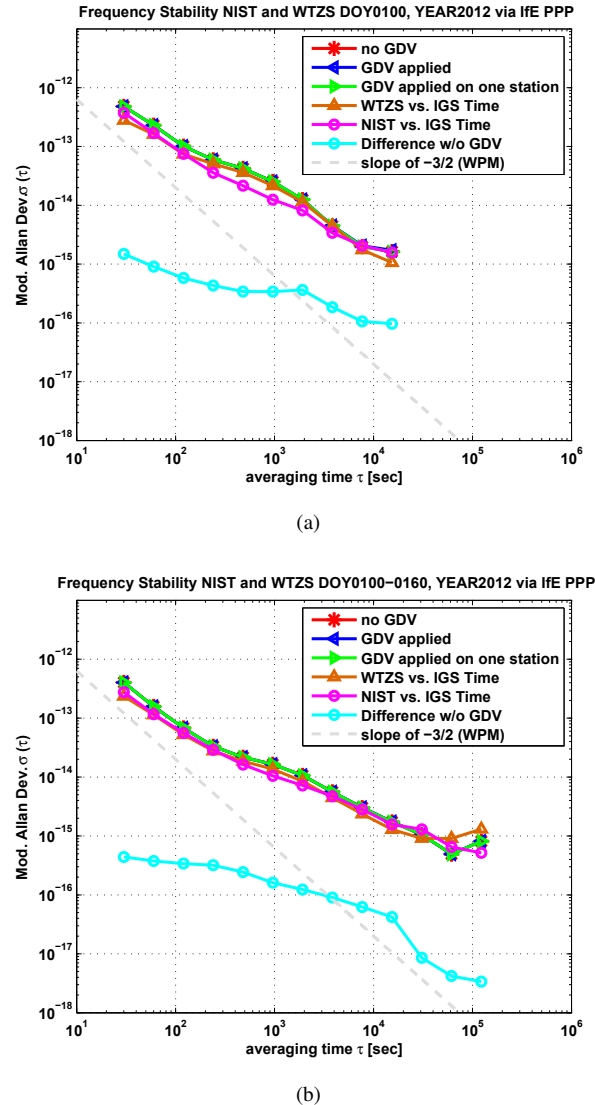 Frequency Stability NIST and WTZS DOY0100, YEAR2012 via IfE PPP
no GDV
GDV applied
GDV applied on one station
WTZS vs. IGS Time
NIST vs. IGS Time
Difference w/o GDV
slope of −3/2 (WPM)
Mod. Allan Dev. σ (τ)
10^−12
10^−13
10^−14
10^−15
10^−16
10^−17
10^−18
10^1
10^2
10^3
10^4
10^5
10^6
averaging time τ [sec]
(a)
Frequency Stability NIST and WTZS DOY0100−0160, YEAR2012 via IfE PPP
no GDV
GDV applied
GDV applied on one station
WTZS vs. IGS Time
NIST vs. IGS Time
Difference w/o GDV
slope of −3/2 (WPM)
Mod. Allan Dev. σ (τ)
10^−12
10^−13
10^−14
10^−15
10^−16
10^−17
10^−18
10^1
10^2
10^3
10^4
10^5
10^6
averaging time τ [sec]
(b)